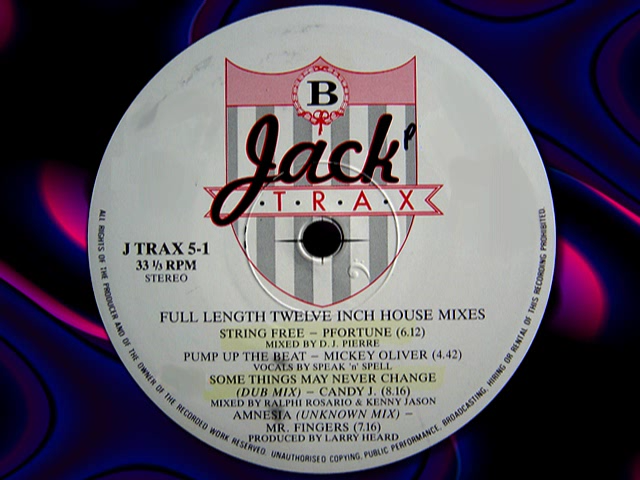 B
Jack
P
·T·R·A·X
J TRAX 5-1
33 ⅓ RPM
STEREO
FULL LENGTH TWELVE INCH HOUSE MIXES
STRING FREE – PFORTUNE (6.12)
MIXED BY D. J. PIERRE
PUMP UP THE BEAT – MICKEY OLIVER (4.42)
VOCALS BY SPEAK 'n' SPELL
SOME THINGS MAY NEVER CHANGE
(DUB MIX) – CANDY J. (8.16)
MIXED BY RALPHI ROSARIO & KENNY JASON
AMNESIA (UNKNOWN MIX) –
MR. FINGERS (7.16)
PRODUCED BY LARRY HEARD
ALL RIGHTS OF THE PRODUCER AND OF THE OWNER OF THE RECORDED WORK RESERVED. UNAUTHORISED COPYING, PUBLIC PERFORMANCE, BROADCASTING, HIRING OR RENTAL OF THIS RECORDING PROHIBITED.